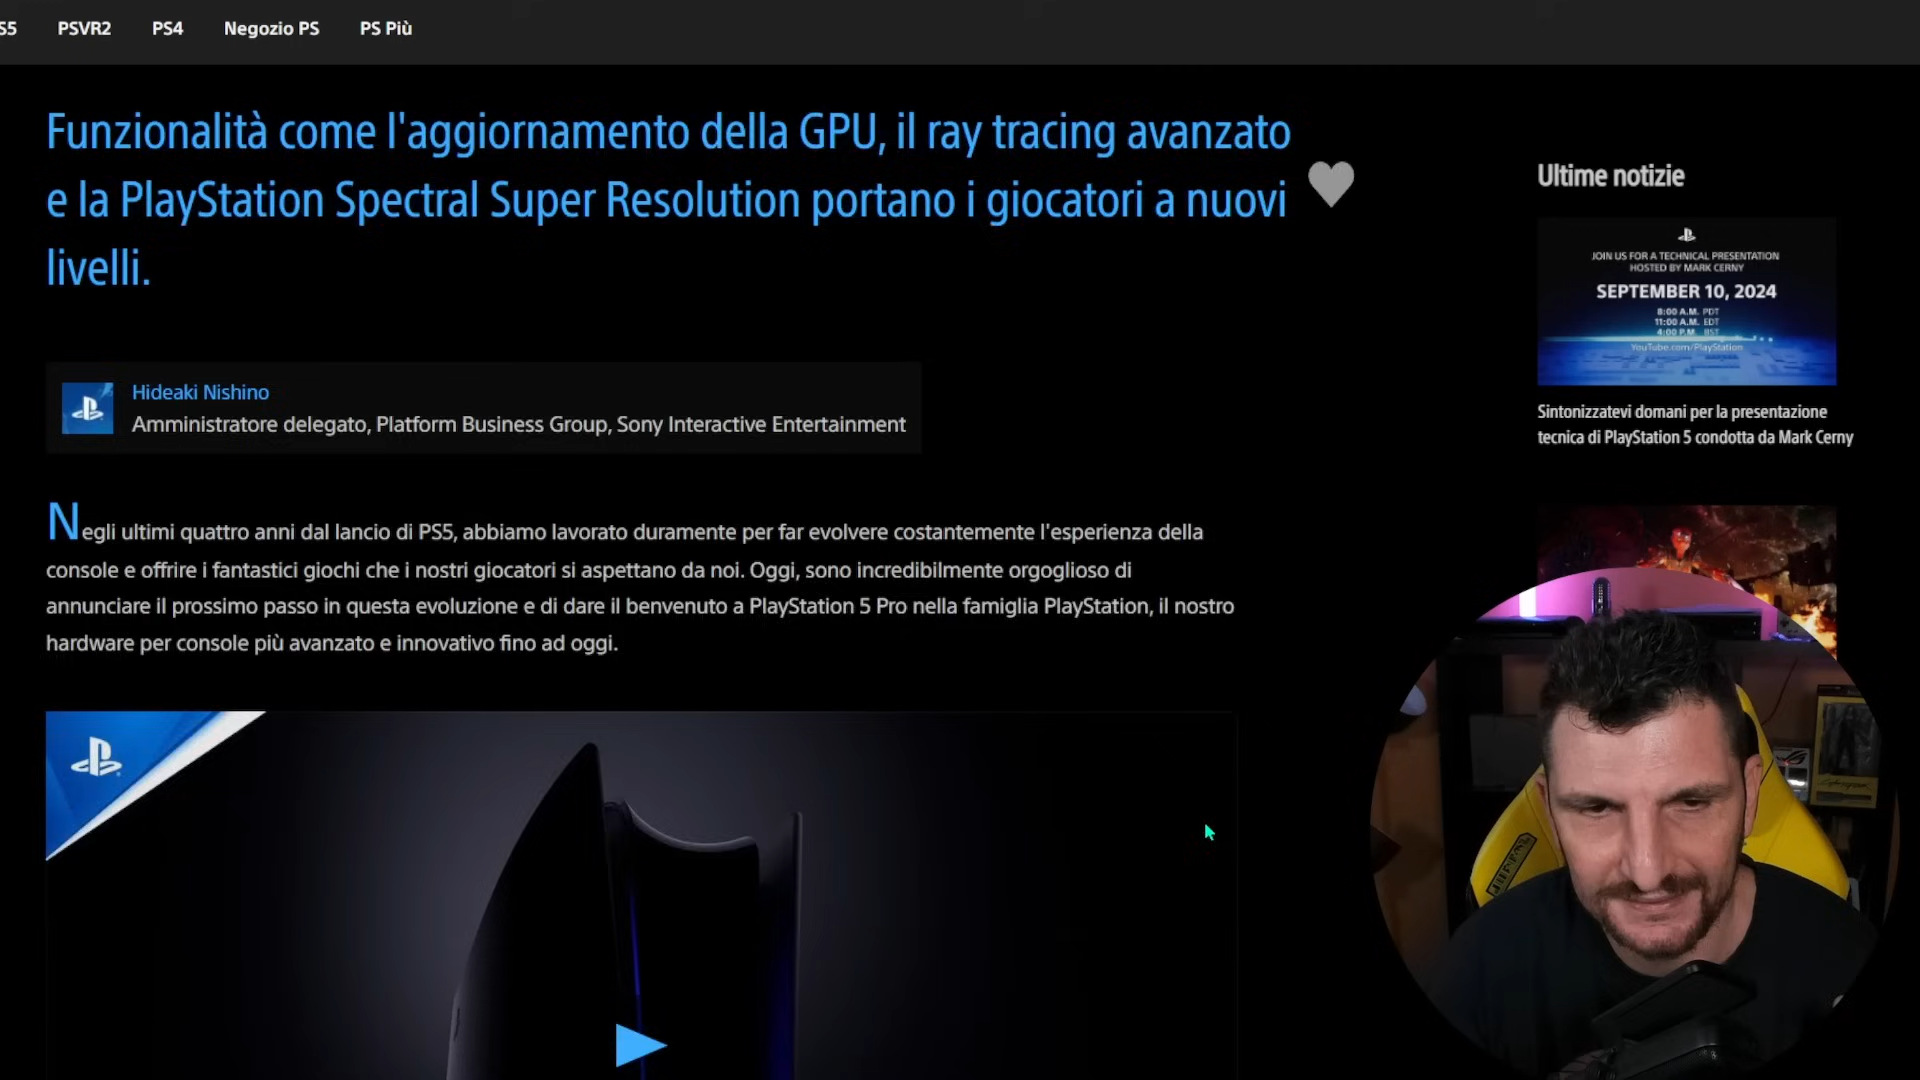 S5 PSVR2 PS4 Negozio PS PS Più
Funzionalità come l'aggiornamento della GPU, il ray tracing avanzato
e la PlayStation Spectral Super Resolution portano i giocatori a nuovi
livelli.
Hideaki Nishino
Amministratore delegato, Platform Business Group, Sony Interactive Entertainment
Negli ultimi quattro anni dal lancio di PS5, abbiamo lavorato duramente per far evolvere costantemente l'esperienza della
console e offrire i fantastici giochi che i nostri giocatori si aspettano da noi. Oggi, sono incredibilmente orgoglioso di
annunciare il prossimo passo in questa evoluzione e di dare il benvenuto a PlayStation 5 Pro nella famiglia PlayStation, il nostro
hardware per console più avanzato e innovativo fino ad oggi.
Ultime notizie
JOIN US FOR A TECHNICAL PRESENTATION
HOSTED BY MARK CERNY
SEPTEMBER 10, 2024
8:00 A.M. PDT
11:00 A.M. EDT
4:00 P.M. BST
YouTube.com/PlayStation
Sintonizzatevi domani per la presentazione
tecnica di PlayStation 5 condotta da Mark Cerny